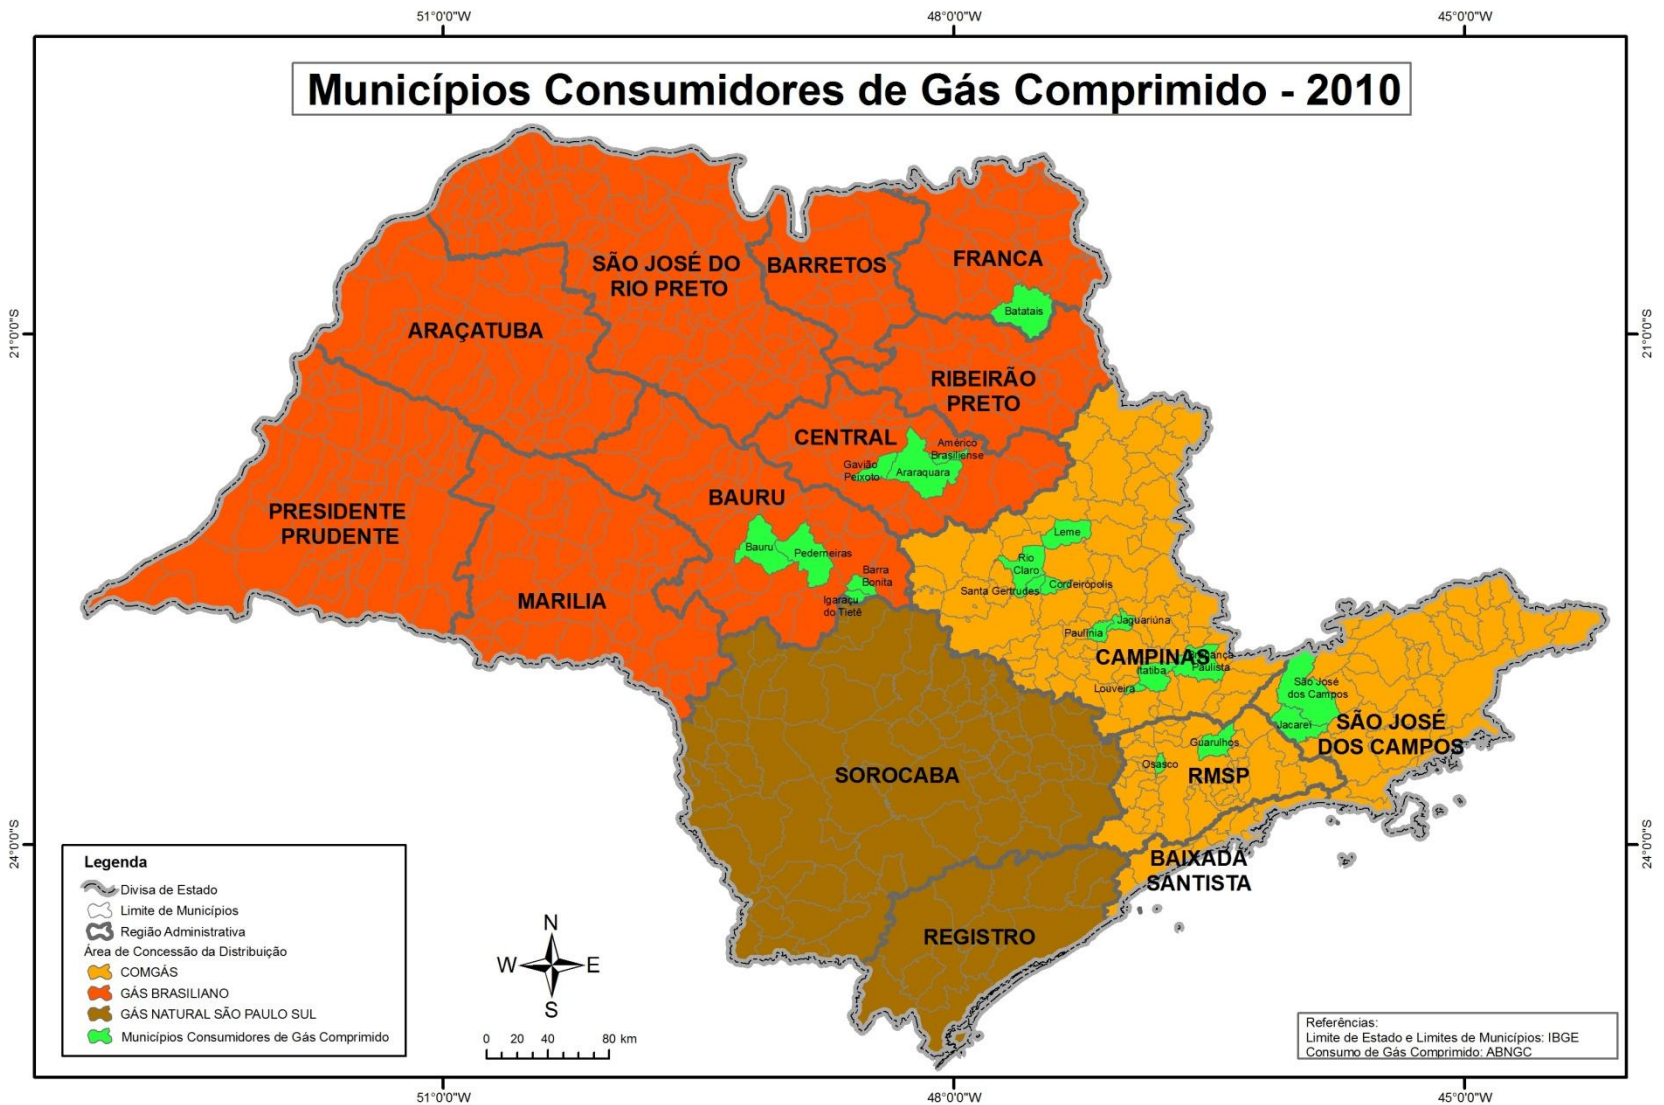 51°0'0"W
48°0'0"W
45°0'0"W
Municípios Consumidores de Gás Comprimido - 2010
21°0'0"S
21°0'0"S
24°0'0"S
24°0'0"S
SÃO JOSÉ DO
RIO PRETO
BARRETOS
FRANCA
Batatais
ARAÇATUBA
RIBEIRÃO
PRETO
CENTRAL
Américo
Brasiliense
Gavião
Peixoto
Araraquara
BAURU
PRESIDENTE
PRUDENTE
Bauru
Pederneiras
Barra
Bonita
Igaraçu
do Tietê
MARILIA
Leme
Rio
Claro
Santa Gertrudes
Cordeirópolis
Jaguariúna
Paulínia
CAMPINAS
Bragança
Paulista
Itatiba
Louveira
São José
dos Campos
Jacareí
SÃO JOSÉ
DOS CAMPOS
Guarulhos
Osasco
RMSP
SOROCABA
BAIXADA
SANTISTA
REGISTRO
Legenda
Divisa de Estado
Limite de Municípios
Região Administrativa
Área de Concessão da Distribuição
COMGÁS
GÁS BRASILIANO
GÁS NATURAL SÃO PAULO SUL
Municípios Consumidores de Gás Comprimido
N
W
E
S
0 20 40 80 km
Referências:
Limite de Estado e Limites de Município: IBGE
Consumo de Gás Comprimido: ABNGC
51°0'0"W
48°0'0"W
45°0'0"W